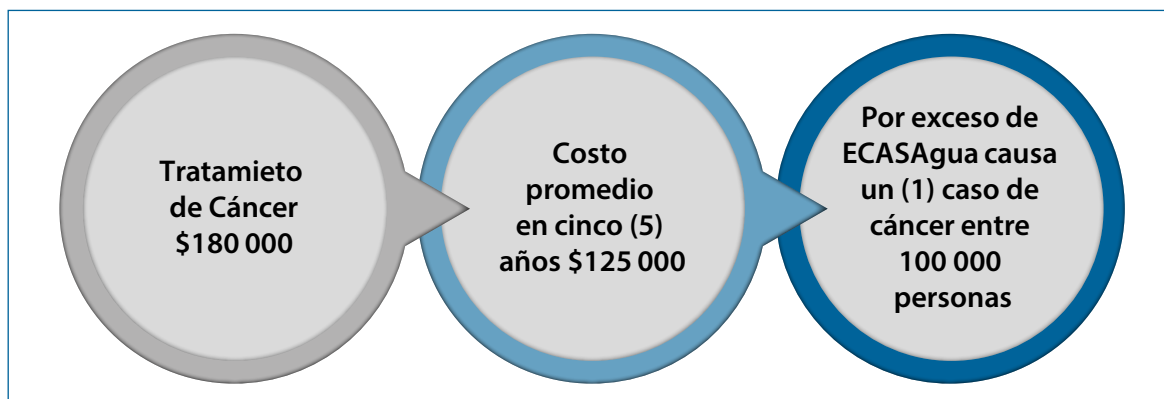 Tratamieto
de Cáncer
$180 000
Costo
promedio
en cinco (5)
años $125 000
Por exceso de
ECASAgua causa
un (1) caso de
cáncer entre
100 000
personas